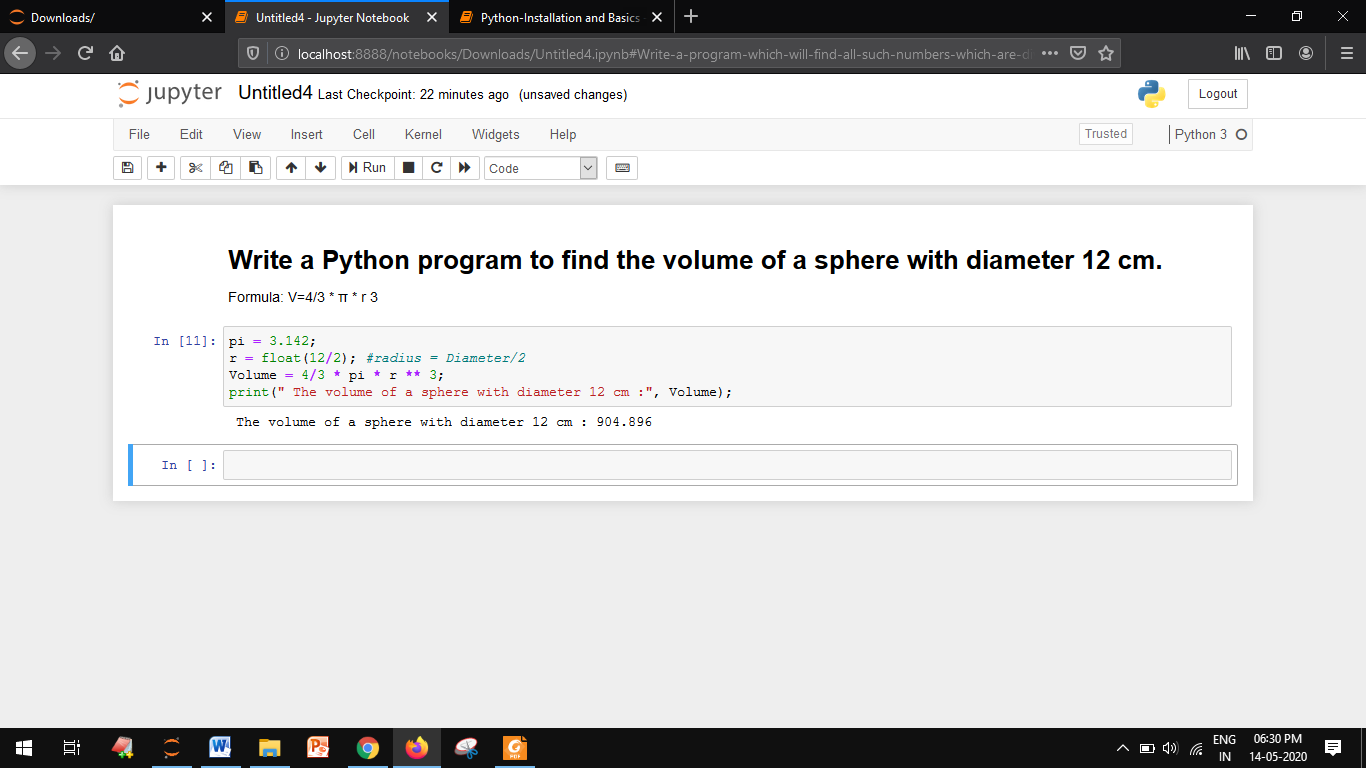 Downloads/
Untitled4 - Jupyter Notebook
Python-Installation and Basics
localhost:8888/notebooks/Downloads/Untitled4.ipynb#Write-a-program-which-will-find-all-such-numbers-which-are-di
jupyter Untitled4 Last Checkpoint: 22 minutes ago (unsaved changes)
Logout
File Edit View Insert Cell Kernel Widgets Help
Trusted
Python 3
Run
Code
Write a Python program to find the volume of a sphere with diameter 12 cm.
Formula: V=4/3 * π * r 3
In [11]:
pi = 3.142;
r = float(12/2); #radius = Diameter/2
Volume = 4/3 * pi * r ** 3;
print(" The volume of a sphere with diameter 12 cm :", Volume);
The volume of a sphere with diameter 12 cm : 904.896
In [ ]:
ENG
IN
06:30 PM
14-05-2020